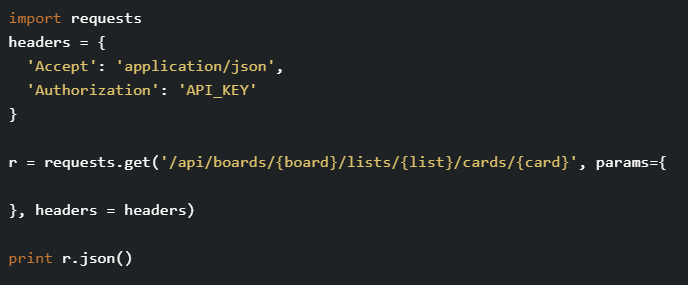 import requests
headers = {
  'Accept': 'application/json',
  'Authorization': 'API_KEY'
}

r = requests.get('/api/boards/{board}/lists/{list}/cards/{card}', params={

}, headers = headers)

print r.json()